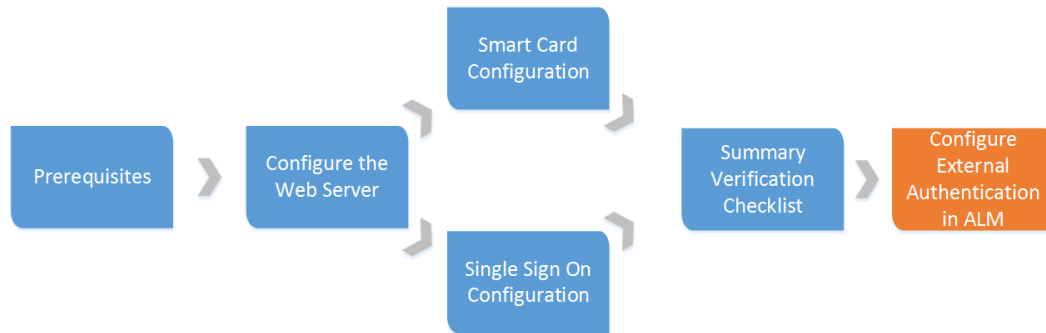 Prerequisites
Configure the
Web Server
Smart Card
Configuration
Single Sign On
Configuration
Summary
Verification
Checklist
Configure
External
Authentication
in ALM